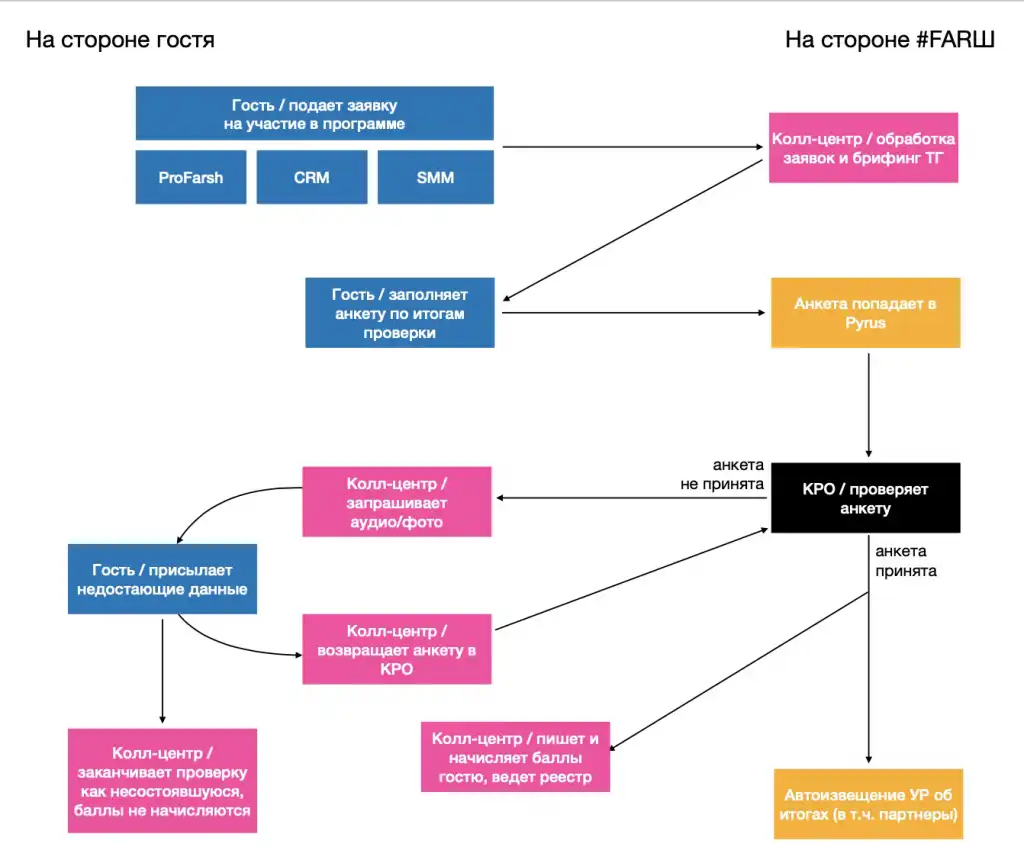 На стороне гостя
На стороне #FARШ
Гость / подает заявку
на участие в программе
ProFarsh
CRM
SMM
Колл-центр / обработка
заявок и брифинг ТГ
Гость / заполняет
анкету по итогам
проверки
Анкета попадает в
Pyrus
анкета
не принята
КРО / проверяет
анкету
Колл-центр /
запрашивает
аудио/фото
анкета
принята
Гость / присылает
недостающие данные
Колл-центр /
возвращает анкету в
КРО
Колл-центр /
заканчивает проверку
как несостоявшуюся,
баллы не начисляются
Колл-центр / пишет и
начисляет баллы
гостю, ведет реестр
Автоизвещение УР об
итогах (в т.ч. партнеры)